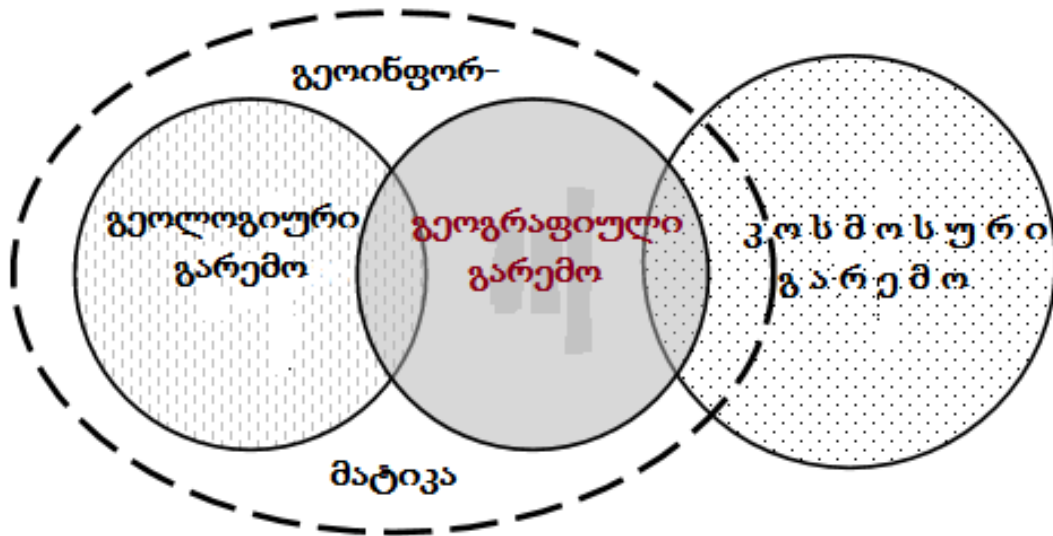 გეოინფორ-
გეოლოგიური
გარემო
გეოგრაფიული
გარემო
კოსმოსური
გარემო
მატიკა